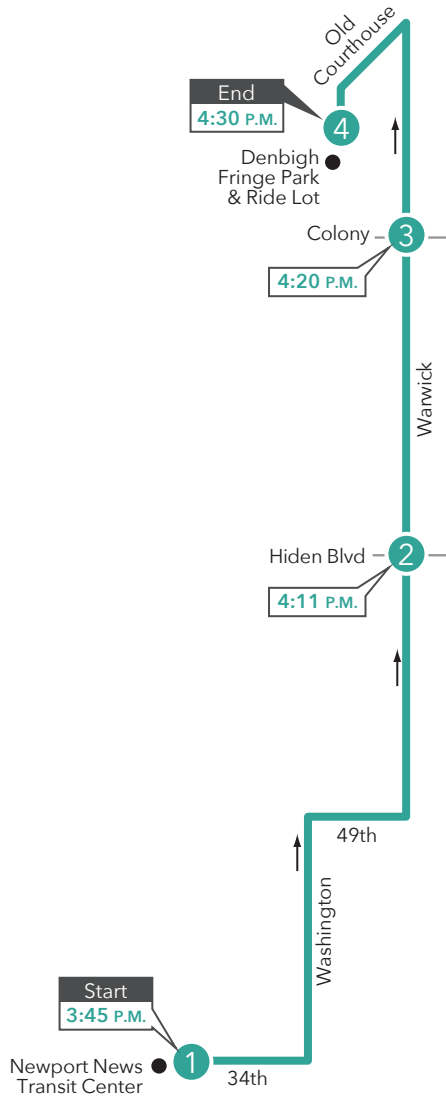 Old
Courthouse
End
4:30 P.M.
4
Denbigh
Fringe Park
& Ride Lot
Colony
3
4:20 P.M.
Warwick
Hiden Blvd
2
4:11 P.M.
49th
Washington
Start
3:45 P.M.
1
Newport News
Transit Center
34th